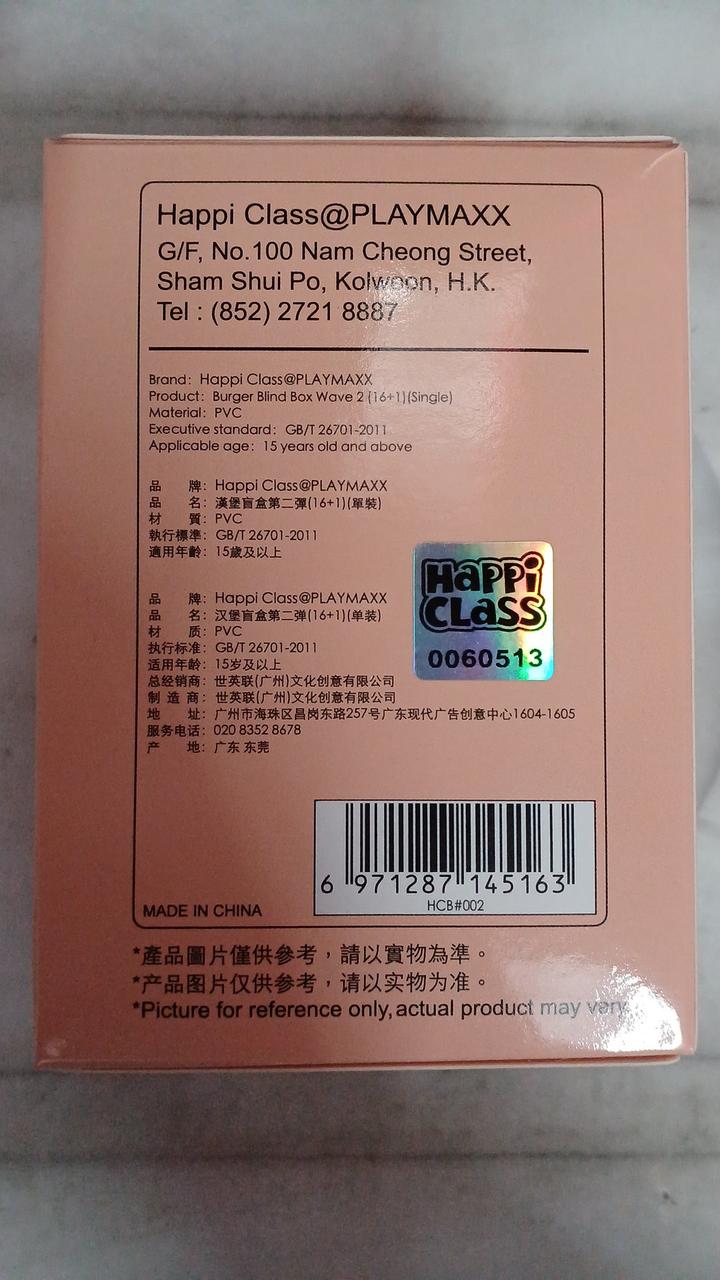 Happi Class@PLAYMAXX
G/F, No.100 Nam Cheong Street,
Sham Shui Po, Kolwoon, H.K.
Tel : (852) 2721 8887
Brand: Happi Class@PLAYMAXX
Product: Burger Blind Box Wave 2 (16+1)(Single)
Material: PVC
Executive standard: GB/T 26701-2011
Applicable age: 15 years old and above
品 牌: Happi Class@PLAYMAXX
品 名: 漢堡盲盒第二彈(16+1)(單裝)
材 質: PVC
執行標準: GB/T 26701-2011
適用年齡: 15歲及以上
品 牌: Happi Class@PLAYMAXX
品 名: 汉堡盲盒第二弹(16+1)(单装)
材 质: PVC
执行标准: GB/T 26701-2011
适用年龄: 15岁及以上
总经销商: 世英联(广州)文化创意有限公司
制 造 商: 世英联(广州)文化创意有限公司
地 址: 广州市海珠区昌岗东路257号广东现代广告创意中心1604-1605
服务电话: 020 8352 8678
产 地: 广东 东莞
HaPPi
CLaSS
0060513
6 971287 145163
HCB#002
MADE IN CHINA
*產品圖片僅供參考，請以實物為準。
*产品图片仅供参考，请以实物为准。
*Picture for reference only, actual product may vary.